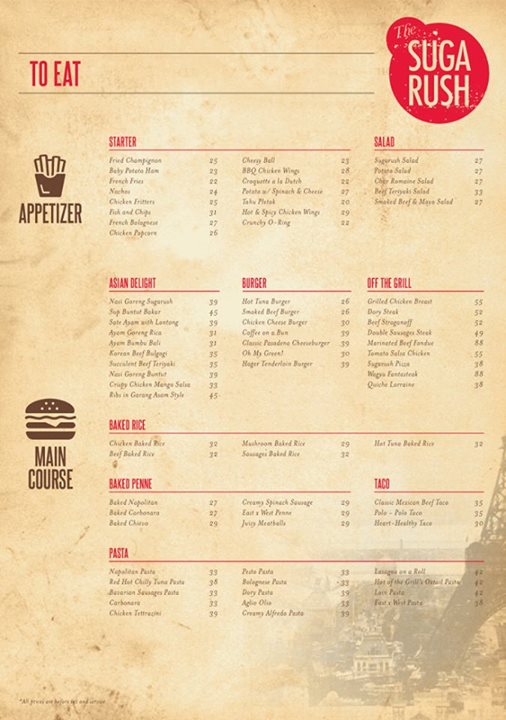 The
SUGA
RUSH
TO EAT
APPETIZER
STARTER
Fried Champignon 25
Baby Potato Ham 23
French Fries 22
Nachos 24
Chicken Fritters 25
Fish and Chips 31
French Bolognese 27
Chicken Popcorn 26
Cheesy Ball 23
BBQ Chicken Wings 28
Croquette a la Dutch 22
Potato w/ Spinach & Cheese 27
Tahu Pletok 20
Hot & Spicy Chicken Wings 29
Crunchy O-Ring 22
SALAD
Sugarush Salad 27
Potato Salad 27
Char Romaine Salad 27
Beef Teriyaki Salad 33
Smoked Beef & Mayo Salad 27
MAIN
COURSE
ASIAN DELIGHT
Nasi Goreng Sugarush 39
Sup Buntut Bakar 45
Sate Ayam with Lontong 39
Ayam Goreng Rica 31
Ayam Bumbu Bali 31
Korean Beef Bulgogi 35
Succulent Beef Teriyaki 35
Nasi Goreng Buntut 39
Crispy Chicken Mango Salsa 33
Ribs in Garang Asam Style 45
BURGER
Hot Tuna Burger 26
Smoked Beef Burger 26
Chicken Cheese Burger 30
Coffee on a Bun 39
Classic Pasadena Cheeseburger 39
Oh My Green! 30
Hager Tenderloin Burger 39
OFF THE GRILL
Grilled Chicken Breast 55
Dory Steak 52
Beef Stroganoff 52
Double Sausages Steak 49
Marinated Beef Fondue 88
Tomato Salsa Chicken 55
Sugarush Pizza 38
Wagyu Fantasteak 88
Quiche Lorraine 38
BAKED RICE
Chicken Baked Rice 32
Beef Baked Rice 32
Mushroom Baked Rice 29
Sausages Baked Rice 32
Hot Tuna Baked Rice 32
BAKED PENNE
Baked Napolitan 27
Baked Carbonara 27
Baked Chieso 29
Creamy Spinach Sausage 29
East x West Penne 29
Juicy Meatballs 29
TACO
Classic Mexican Beef Taco 35
Polo - Polo Taco 35
Heart-Healthy Taco 30
PASTA
Napolitan Pasta 33
Red Hot Chilly Tuna Pasta 38
Bavarian Sausages Pasta 33
Carbonara 33
Chicken Tettrazini 39
Pesto Pasta 33
Bolognese Pasta 33
Dory Pasta 39
Aglio Olio 33
Creamy Alfredo Pasta 39
Lasagna on a Roll 42
Hot of the Grill's Oxtail Pasta 42
Lava Pasta 42
East x West Pasta 38
*All prices are before tax and service